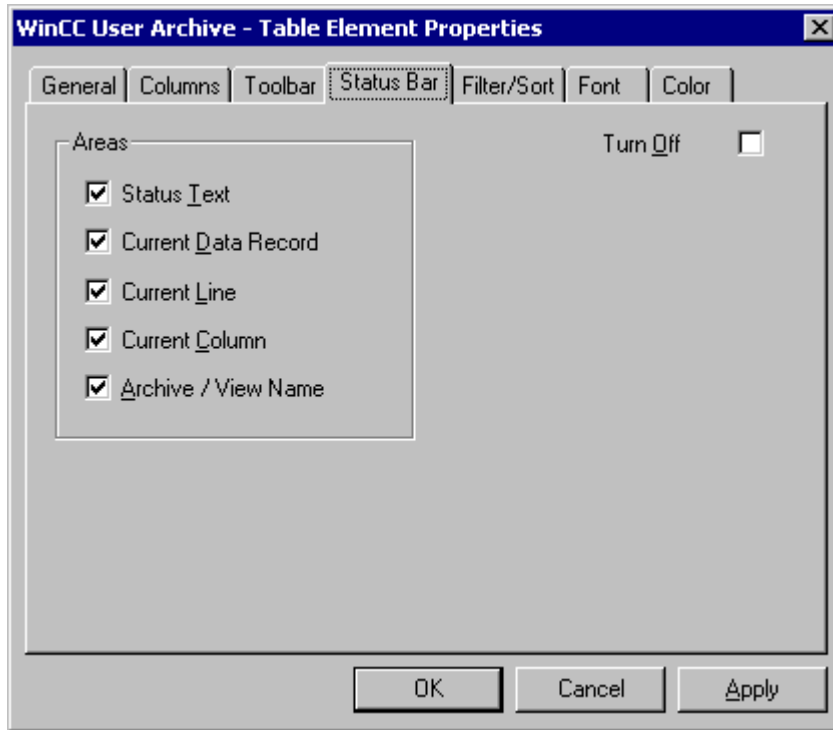 WinCC User Archive - Table Element Properties
General Columns Toolbar Status Bar Filter/Sort Font Color
Areas
Turn Off
Status Text
Current Data Record
Current Line
Current Column
Archive / View Name
OK Cancel Apply